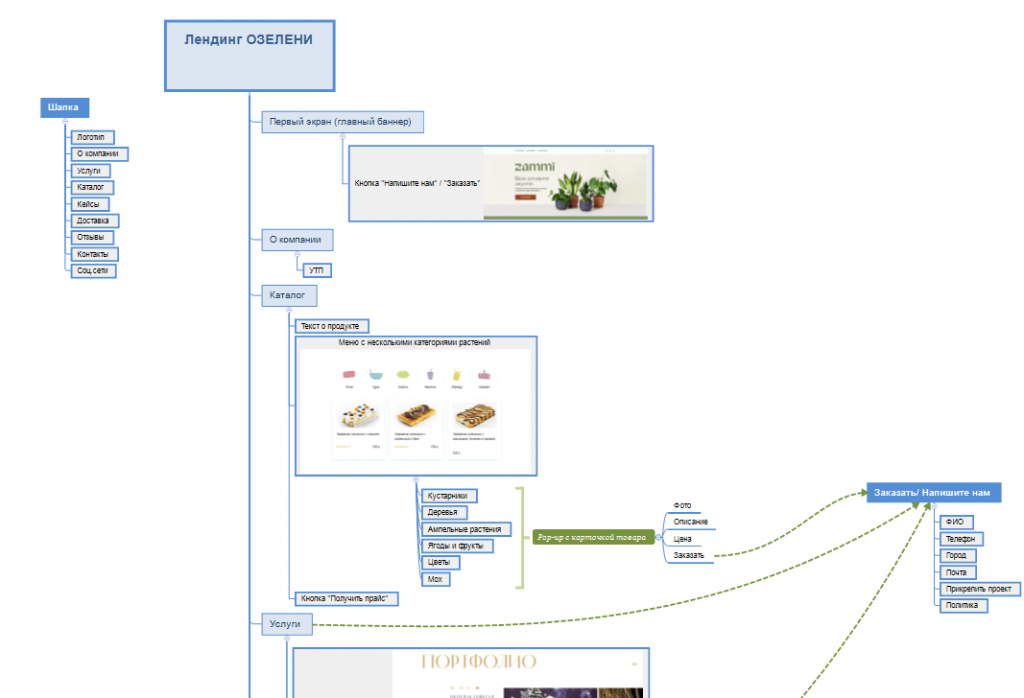 Лендинг ОЗЕЛЕНИ
Шапка
Логотип
О компании
Услуги
Каталог
Кейсы
Доставка
Отзывы
Контакты
Соц.сети
Первый экран (главный баннер)
Кнопка "Напишите нам" / "Заказать"
zammi
О компании
УТП
Каталог
Текст о продукте
Меню с несколькими категориями растений
Кустарники
Деревья
Ампельные растения
Ягоды и фрукты
Цветы
Мох
Pop-up с карточкой товара
Фото
Описание
Цена
Заказать
Заказать/ Напишите нам
ФИО
Телефон
Город
Почта
Прикрепить проект
Политика
Кнопка "Получить прайс"
Услуги
ПОРТФОЛИО